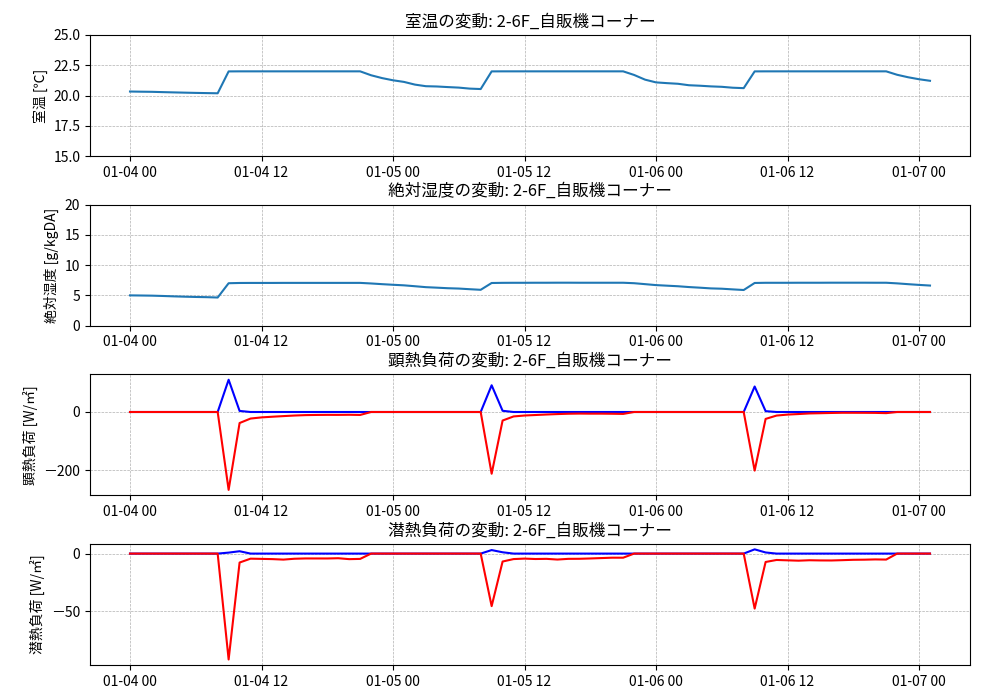 室温の変動: 2-6F_自販機コーナー
25.0
22.5
20.0
17.5
15.0
室温 [℃]
01-04 00 01-04 12 01-05 00 01-05 12 01-06 00 01-06 12 01-07 00
絶対湿度の変動: 2-6F_自販機コーナー
20
15
10
5
0
絶対湿度 [g/kgDA]
01-04 00 01-04 12 01-05 00 01-05 12 01-06 00 01-06 12 01-07 00
顕熱負荷の変動: 2-6F_自販機コーナー
0
−200
顕熱負荷 [W/㎡]
01-04 00 01-04 12 01-05 00 01-05 12 01-06 00 01-06 12 01-07 00
潜熱負荷の変動: 2-6F_自販機コーナー
0
−50
潜熱負荷 [W/㎡]
01-04 00 01-04 12 01-05 00 01-05 12 01-06 00 01-06 12 01-07 00